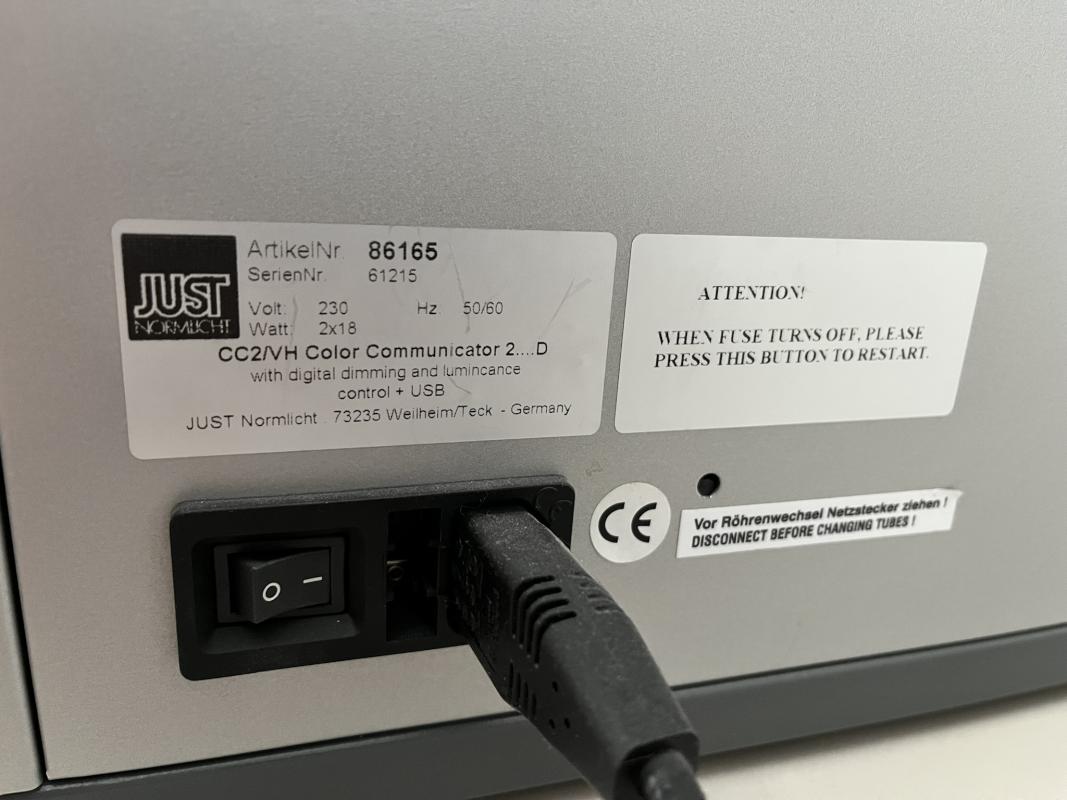 JUST
NORMLICHT
ArtikelNr. 86165
SerienNr. 61215
Volt: 230 Hz 50/60
Watt: 2x18
CC2/VH Color Communicator 2....D
with digital dimming and lumincance
control + USB
JUST Normlicht . 73235 Weilheim/Teck - Germany
ATTENTION!
WHEN FUSE TURNS OFF, PLEASE
PRESS THIS BUTTON TO RESTART.
CE
Vor Röhrenwechsel Netzstecker ziehen !
DISCONNECT BEFORE CHANGING TUBES !
O I